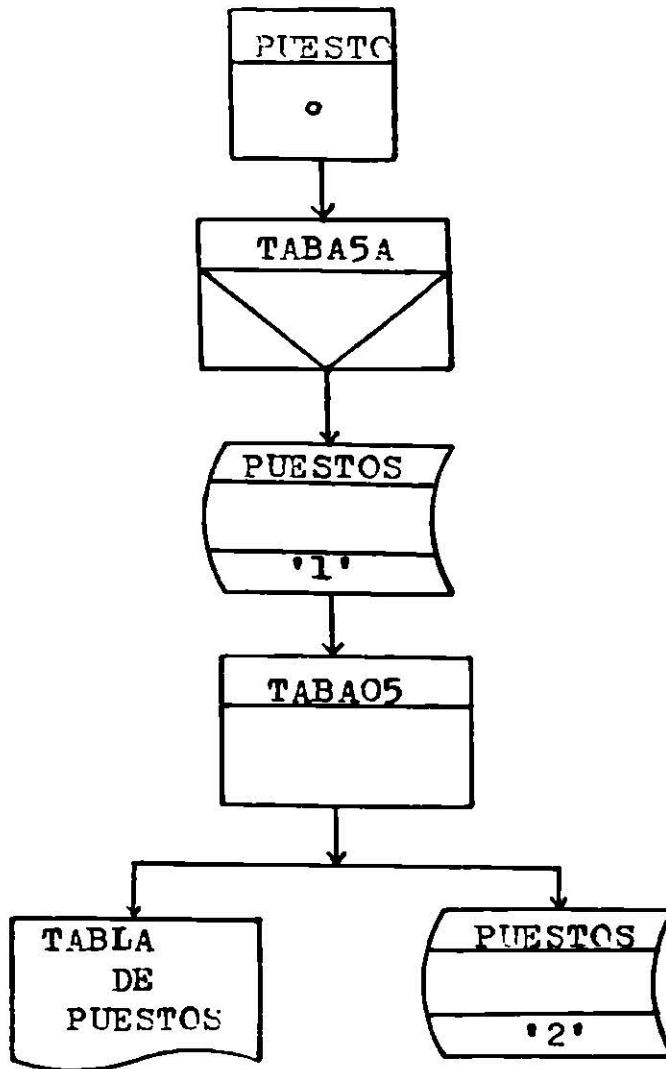 PUESTO
o
TABA5A
PUESTOS
'1'
TABA05
TABLA
DE
PUESTOS
PUESTOS
'2'